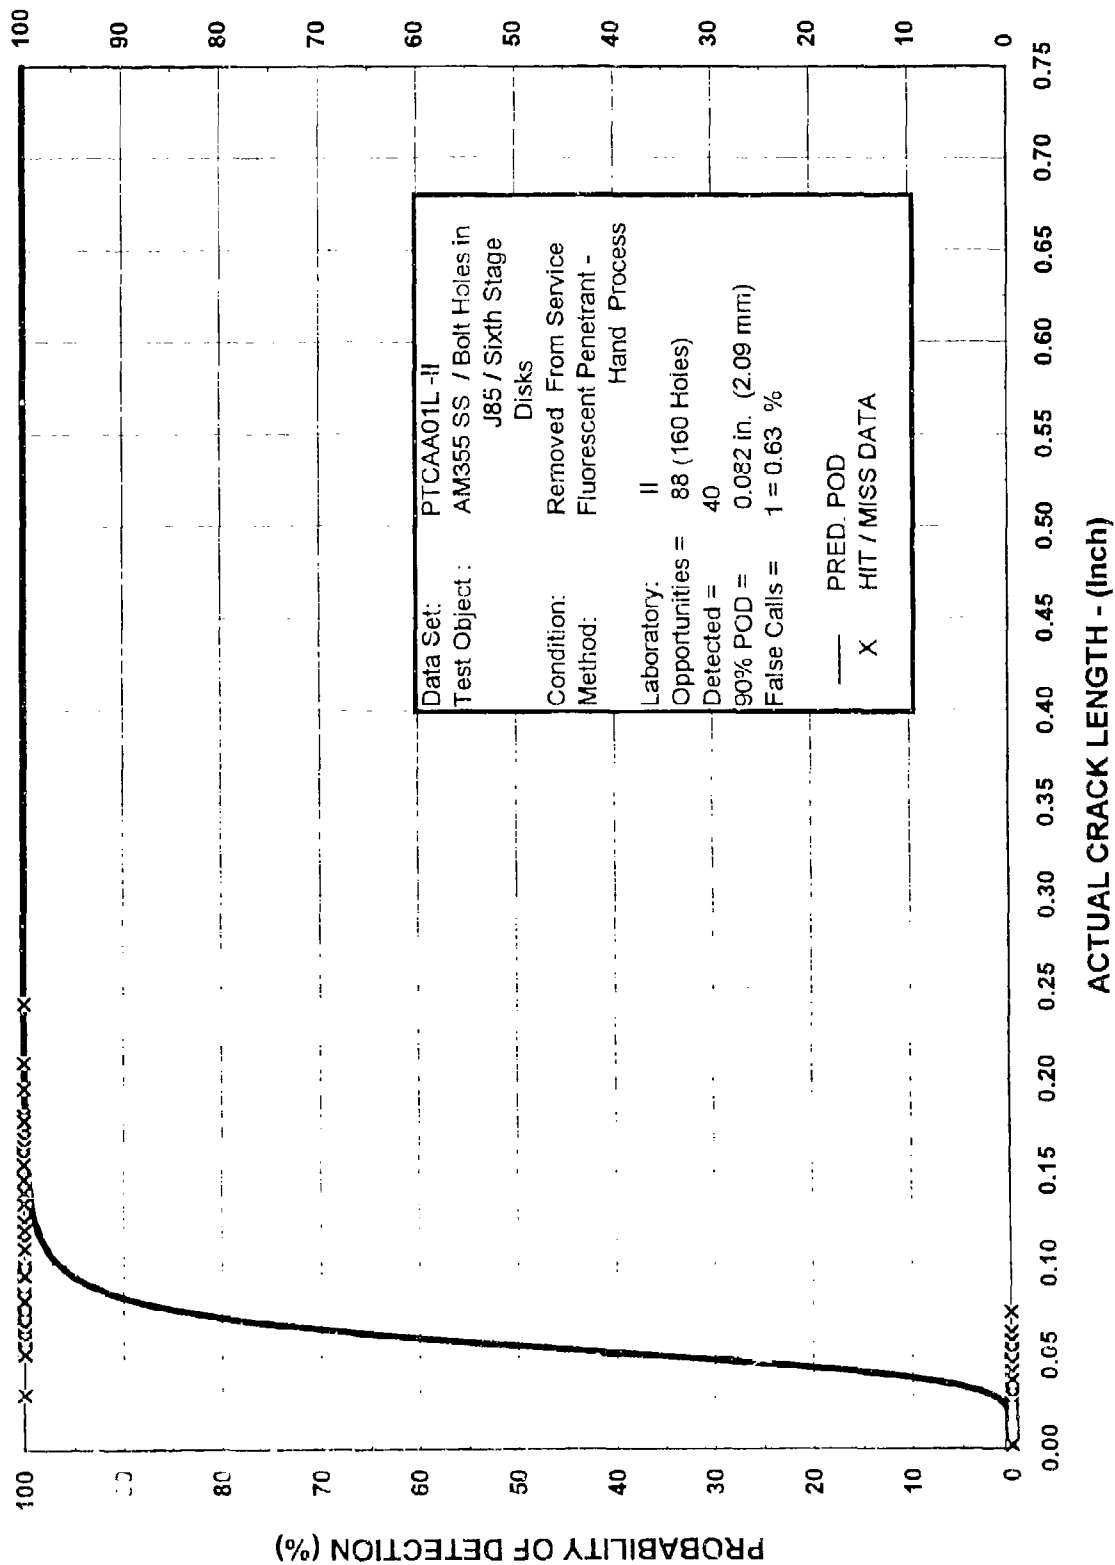 PROBABILITY OF DETECTION (%)
100
80
70
60
50
40
30
20
10
0
100
90
80
70
60
50
40
30
20
10
0
0.00 0.05 0.10 0.15 0.20 0.25 0.30 0.35 0.40 0.45 0.50 0.55 0.60 0.65 0.70 0.75
ACTUAL CRACK LENGTH - (Inch)
Data Set: PTCAA01L -II
Test Object : AM355 SS / Bolt Holes in
J85 / Sixth Stage
Disks
Condition: Removed From Service
Method: Fluorescent Penetrant -
Hand Process
Laboratory: II
Opportunities = 88 (160 Holes)
Detected = 40
90% POD = 0.082 in. (2.09 mm)
False Calls = 1 = 0.63 %
PRED. POD
X HIT / MISS DATA